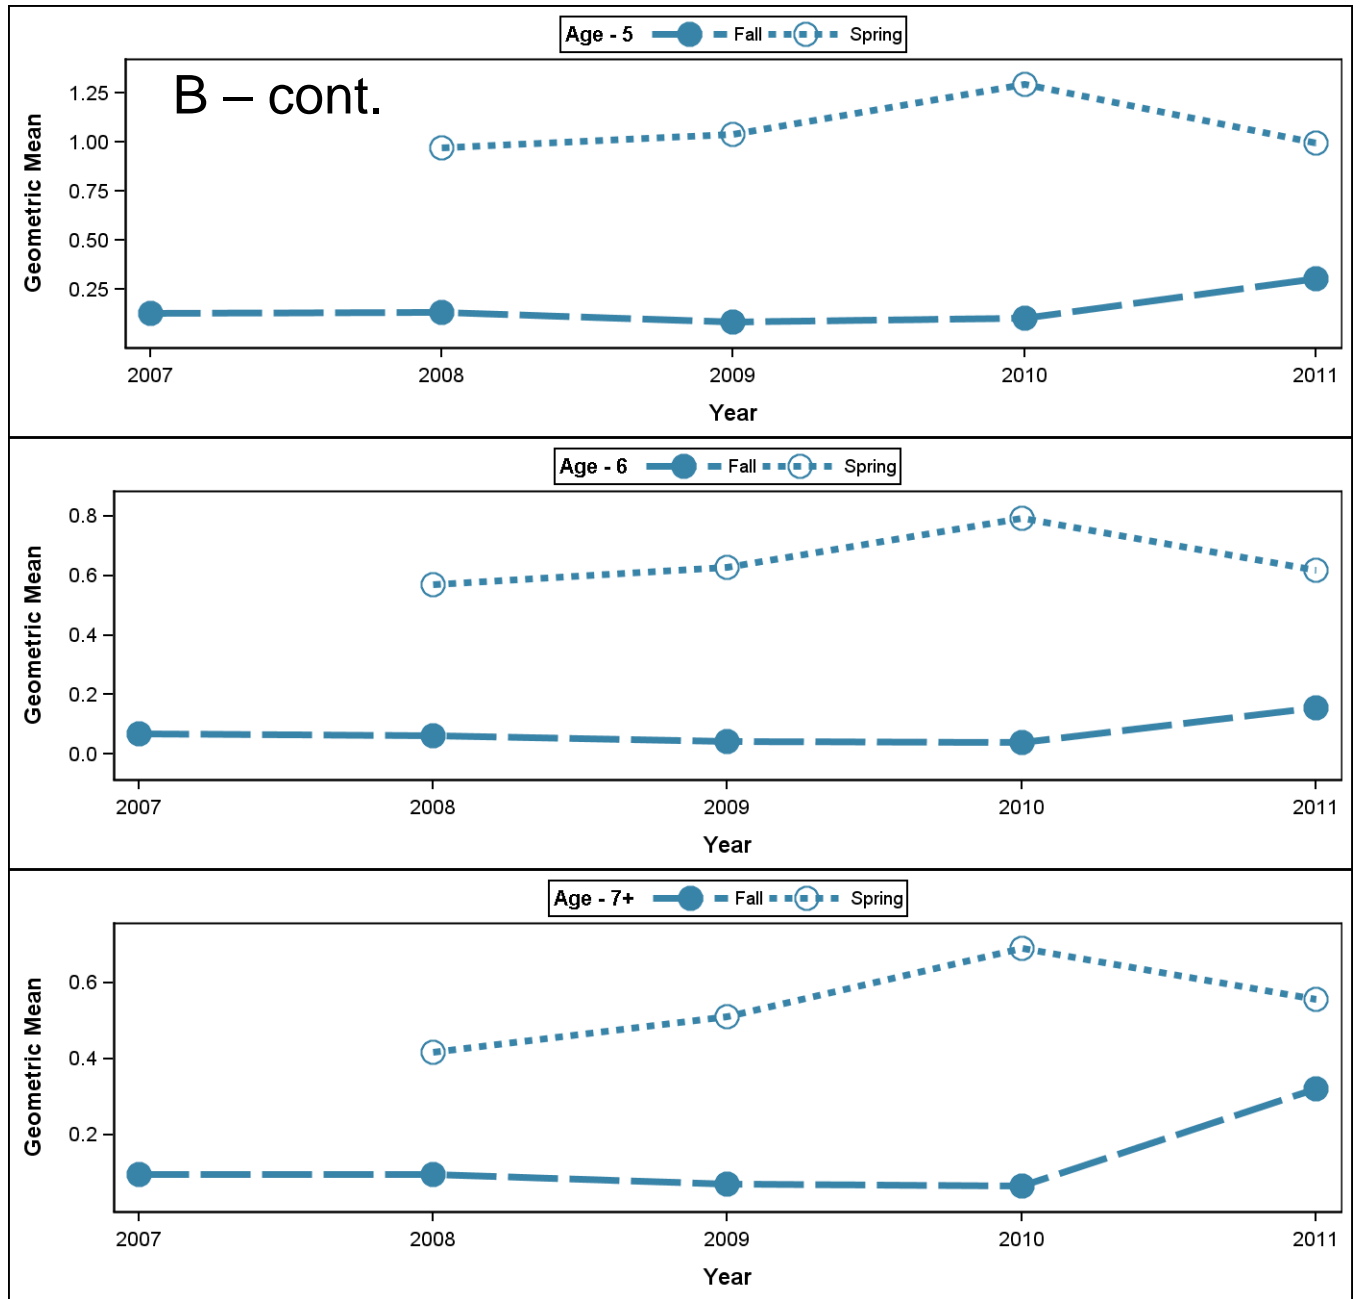 Age - 5 Fall Spring
B – cont.
Geometric Mean
1.25
1.00
0.75
0.50
0.25
2007 2008 2009 2010 2011
Year
Age - 6 Fall Spring
Geometric Mean
0.8
0.6
0.4
0.2
0.0
2007 2008 2009 2010 2011
Year
Age - 7+ Fall Spring
Geometric Mean
0.6
0.4
0.2
2007 2008 2009 2010 2011
Year